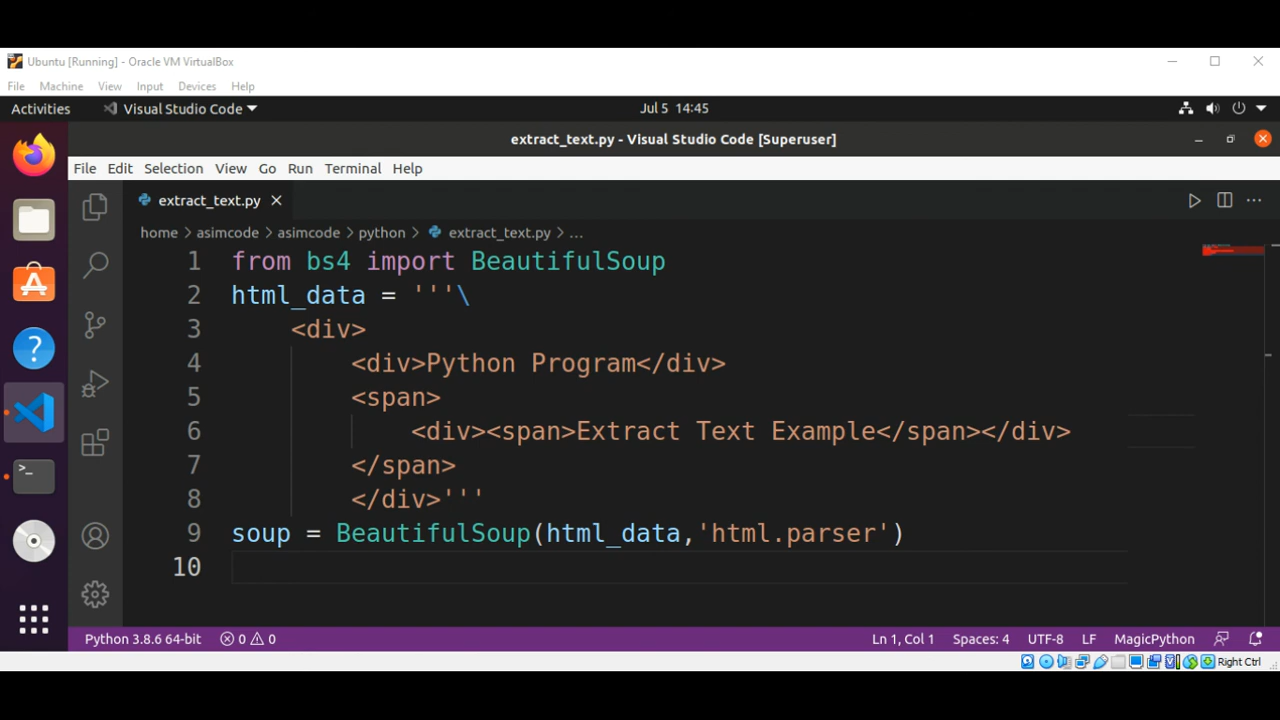 Ubuntu [Running] - Oracle VM VirtualBox
File Machine View Input Devices Help
Activities Visual Studio Code Jul 5 14:45
extract_text.py - Visual Studio Code [Superuser]
File Edit Selection View Go Run Terminal Help
extract_text.py
home > asimcode > asimcode > python > extract_text.py > ...
1 from bs4 import BeautifulSoup
2 html_data = '''\
3     <div>
4         <div>Python Program</div>
5         <span>
6             <div><span>Extract Text Example</span></div>
7         </span>
8         </div>'''
9 soup = BeautifulSoup(html_data,'html.parser')
10
Python 3.8.6 64-bit 0 0 Ln 1, Col 1 Spaces: 4 UTF-8 LF MagicPython
Right Ctrl